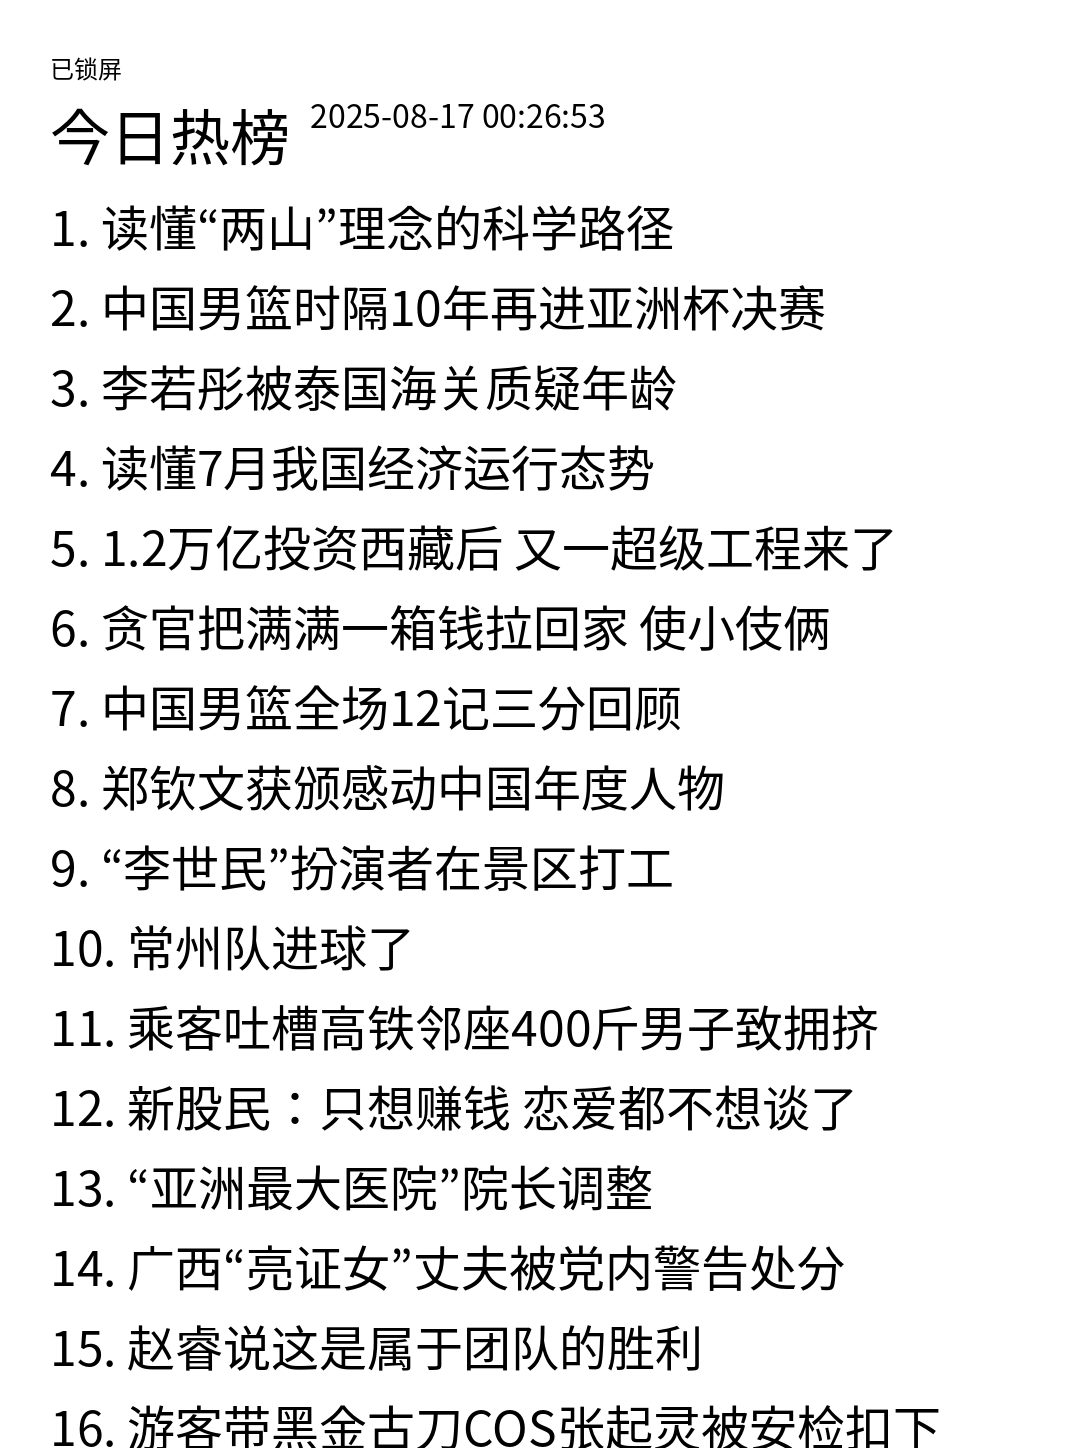 已锁屏
今日热榜 2025-08-17 00:26:53
1. 读懂“两山”理念的科学路径
2. 中国男篮时隔10年再进亚洲杯决赛
3. 李若彤被泰国海关质疑年龄
4. 读懂7月我国经济运行态势
5. 1.2万亿投资西藏后 又一超级工程来了
6. 贪官把满满一箱钱拉回家 使小伎俩
7. 中国男篮全场12记三分回顾
8. 郑钦文获颁感动中国年度人物
9. “李世民”扮演者在景区打工
10. 常州队进球了
11. 乘客吐槽高铁邻座400斤男子致拥挤
12. 新股民：只想赚钱 恋爱都不想谈了
13. “亚洲最大医院”院长调整
14. 广西“亮证女”丈夫被党内警告处分
15. 赵睿说这是属于团队的胜利
16. 游客带黑金古刀COS张起灵被安检扣下